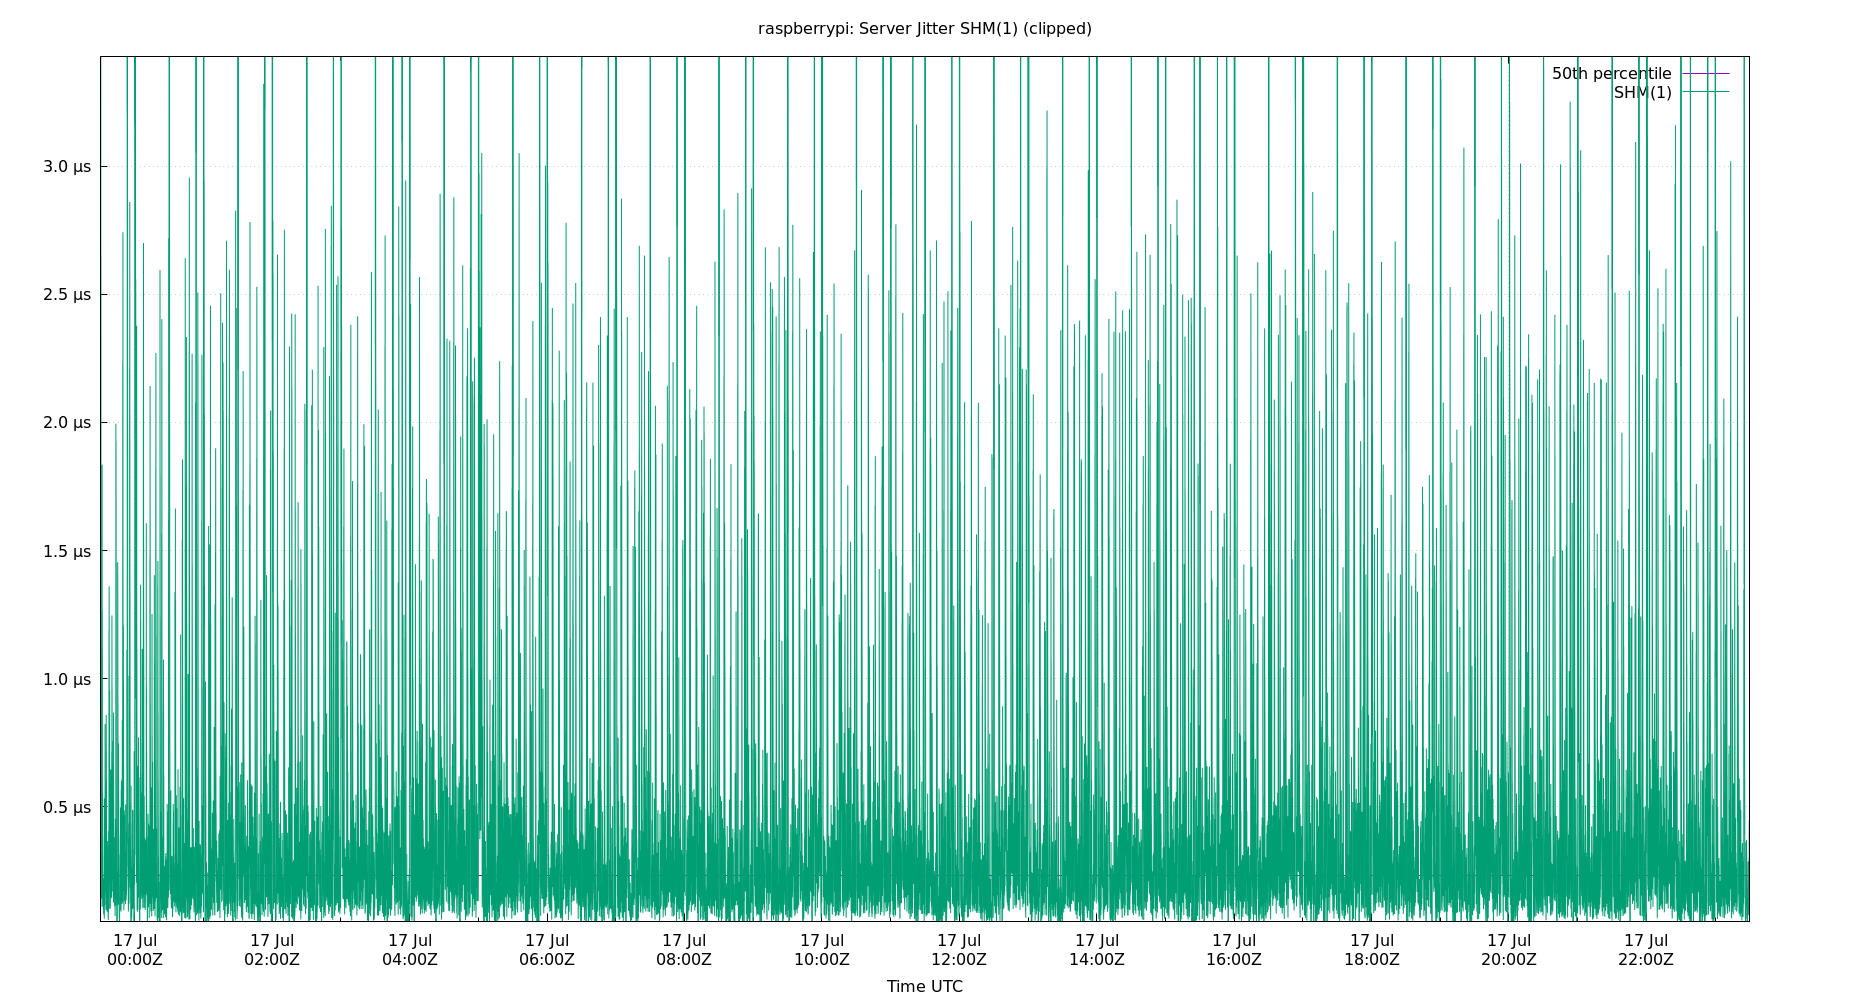 raspberrypi: Server Jitter SHM(1) (clipped)
50th percentile
SHM(1)
3.0 µs
2.5 µs
2.0 µs
1.5 µs
1.0 µs
0.5 µs
17 Jul 17 Jul 17 Jul 17 Jul 17 Jul 17 Jul 17 Jul 17 Jul 17 Jul 17 Jul 17 Jul 17 Jul
00:00Z 02:00Z 04:00Z 06:00Z 08:00Z 10:00Z 12:00Z 14:00Z 16:00Z 18:00Z 20:00Z 22:00Z
Time UTC